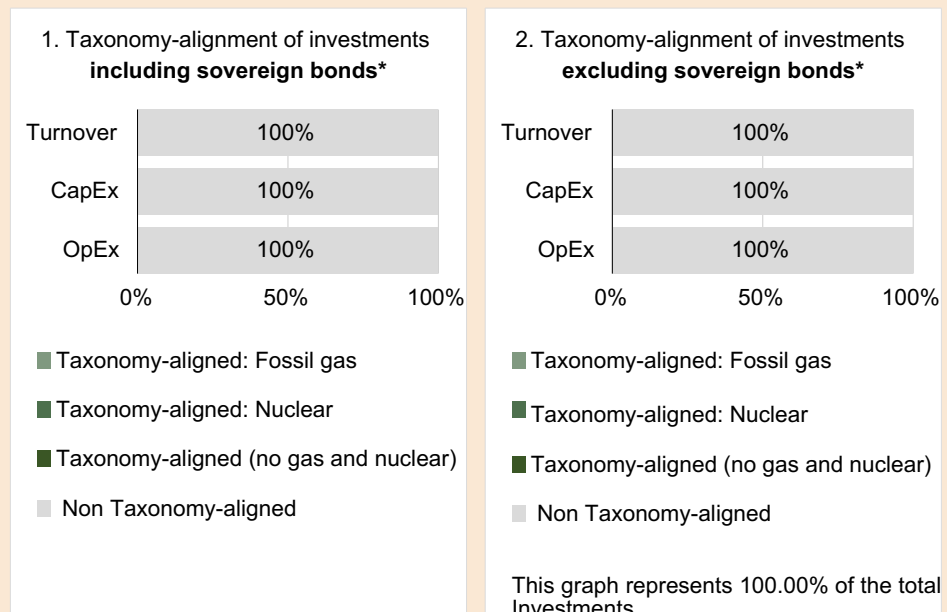 1. Taxonomy-alignment of investments
including sovereign bonds*
Turnover 100%
CapEx 100%
OpEx 100%
0% 50% 100%
Taxonomy-aligned: Fossil gas
Taxonomy-aligned: Nuclear
Taxonomy-aligned (no gas and nuclear)
Non Taxonomy-aligned
2. Taxonomy-alignment of investments
excluding sovereign bonds*
Turnover 100%
CapEx 100%
OpEx 100%
0% 50% 100%
Taxonomy-aligned: Fossil gas
Taxonomy-aligned: Nuclear
Taxonomy-aligned (no gas and nuclear)
Non Taxonomy-aligned
This graph represents 100.00% of the total
Investments